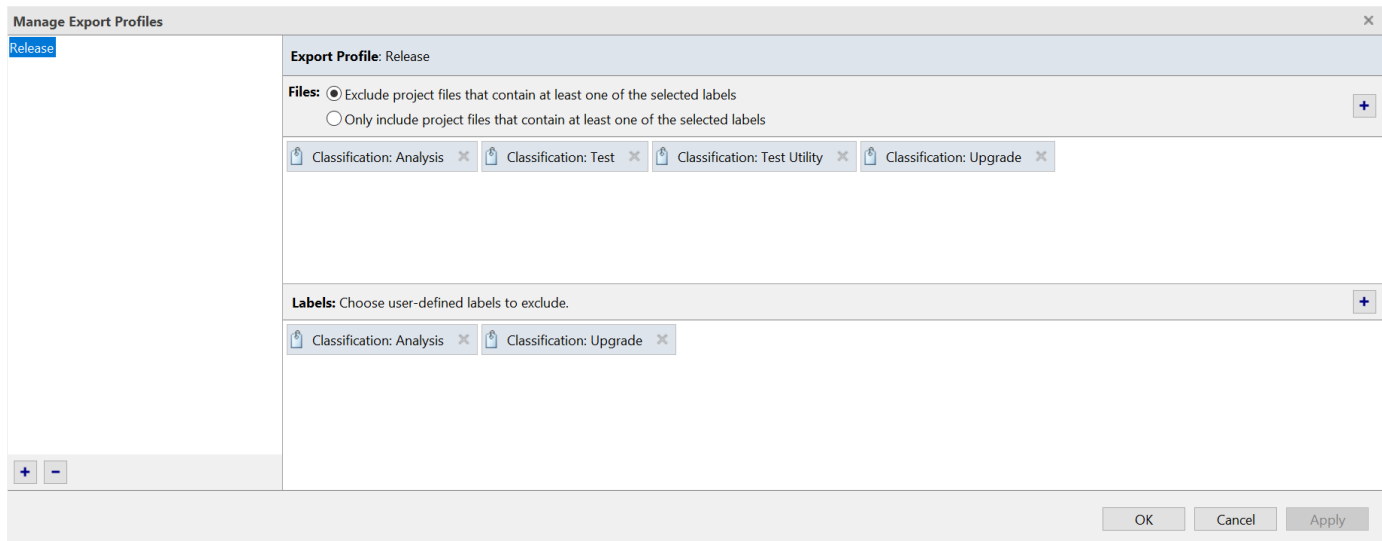 Manage Export Profiles
Release
Export Profile: Release
Files: Exclude project files that contain at least one of the selected labels
Only include project files that contain at least one of the selected labels
Classification: Analysis Classification: Test Classification: Test Utility Classification: Upgrade
Labels: Choose user-defined labels to exclude.
Classification: Analysis Classification: Upgrade
OK Cancel Apply